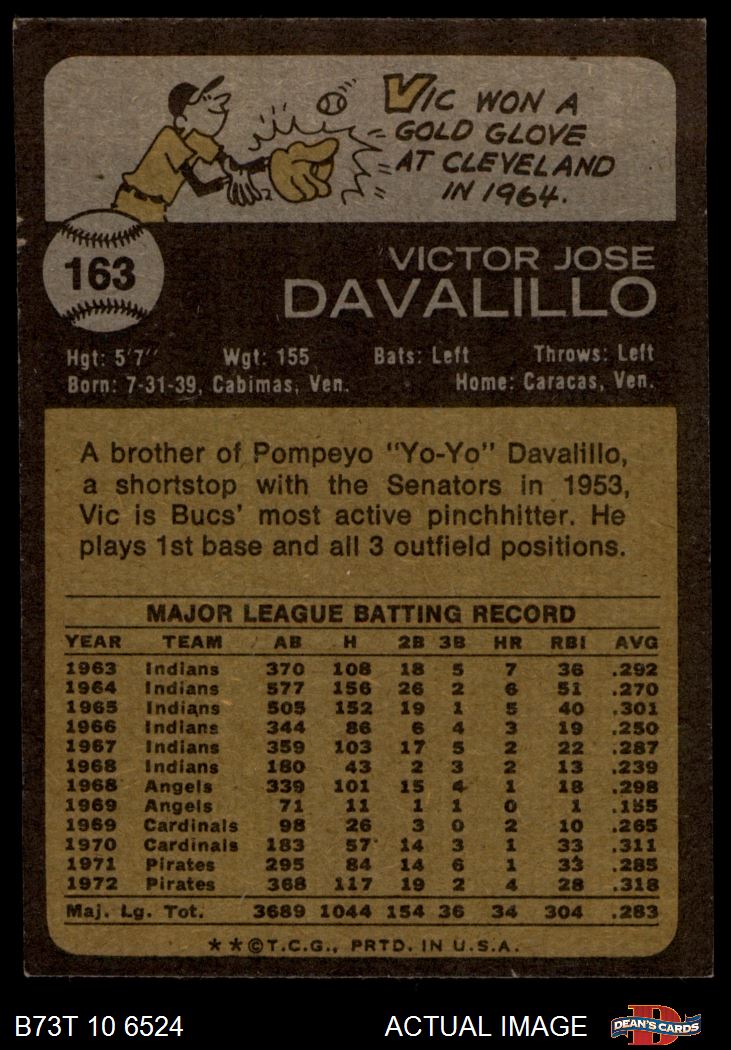 VIC WON A
GOLD GLOVE
AT CLEVELAND
IN 1964.
163
VICTOR JOSE
DAVALILLO
Hgt: 5'7" Wgt: 155 Bats: Left Throws: Left
Born: 7-31-39, Cabimas, Ven. Home: Caracas, Ven.
A brother of Pompeyo "Yo-Yo" Davalillo,
a shortstop with the Senators in 1953,
Vic is Bucs' most active pinchhitter. He
plays 1st base and all 3 outfield positions.
MAJOR LEAGUE BATTING RECORD
YEAR TEAM AB H 2B 3B HR RBI AVG
1963 Indians 370 108 18 5 7 36 .292
1964 Indians 577 156 26 2 6 51 .270
1965 Indians 505 152 19 1 5 40 .301
1966 Indians 344 86 6 4 3 19 .250
1967 Indians 359 103 17 5 2 22 .287
1968 Indians 180 43 2 3 2 13 .239
1968 Angels 339 101 15 4 1 18 .298
1969 Angels 71 11 1 1 0 1 .155
1969 Cardinals 98 26 3 0 2 10 .265
1970 Cardinals 183 57 14 3 1 33 .311
1971 Pirates 295 84 14 6 1 33 .285
1972 Pirates 368 117 19 2 4 28 .318
Maj. Lg. Tot. 3689 1044 154 36 34 304 .283
**©T.C.G., PRTD. IN U.S.A.
B73T 10 6524 ACTUAL IMAGE
D
DEAN'S CARDS